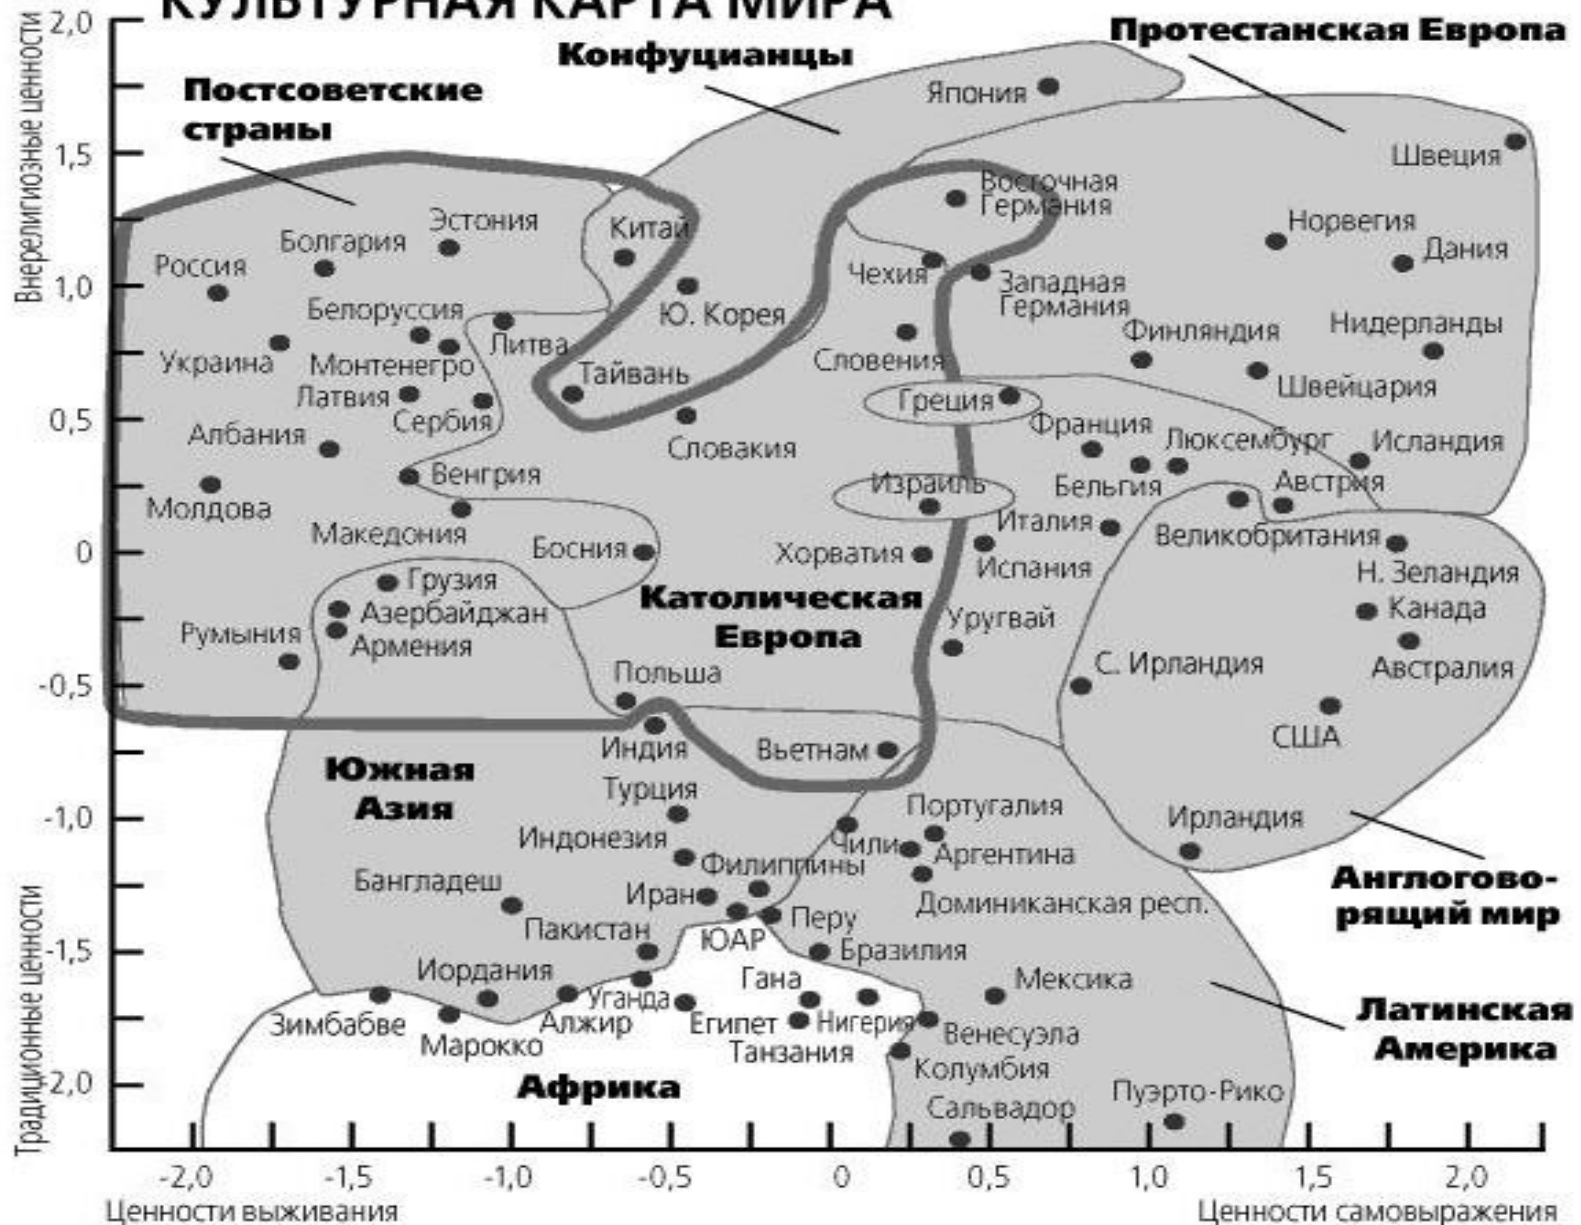 КУЛЬТУРНАЯ КАРТА МИРА
2,0
Протестанская Европа
Конфуцианцы
Постсоветские
страны
Япония
Внерелигиозные ценности
1,5
Швеция
Восточная
Германия
Эстония
Китай
Норвегия
Болгария
Дания
Россия
Чехия
1,0
Западная
Германия
Ю. Корея
Белоруссия
Финляндия
Нидерланды
Литва
Украина
Монтенегро
Словения
Тайвань
Швейцария
Латвия
Греция
0,5
Сербия
Франция
Албания
Люксембург
Исландия
Словакия
Венгрия
Израиль
Бельгия
Австрия
Молдова
Италия
Македония
Великобритания
Босния
0
Хорватия
Испания
Н. Зеландия
Грузия
Католическая
Европа
Азербайджан
Канада
Уругвай
Румыния
Армения
С. Ирландия
Австралия
Польша
-0,5
США
Индия
Вьетнам
Южная
Азия
Турция
Португалия
-1,0
Ирландия
Индонезия
Чили
Аргентина
Филиппины
Англогово-
рящий мир
Бангладеш
Иран
Доминиканская респ.
Перу
Пакистан
ЮАР
-1,5
Бразилия
Иордания
Гана
Мексика
Уганда
Латинская
Америка
Зимбабве
Алжир
Египет
Нигерия
Венесуэла
Марокко
Танзания
Колумбия
Африка
-2,0
Пуэрто-Рико
Сальвадор
Традиционные ценности
-2,0
-1,5
-1,0
-0,5
0
0,5
1,0
1,5
2,0
Ценности выживания
Ценности самовыражения